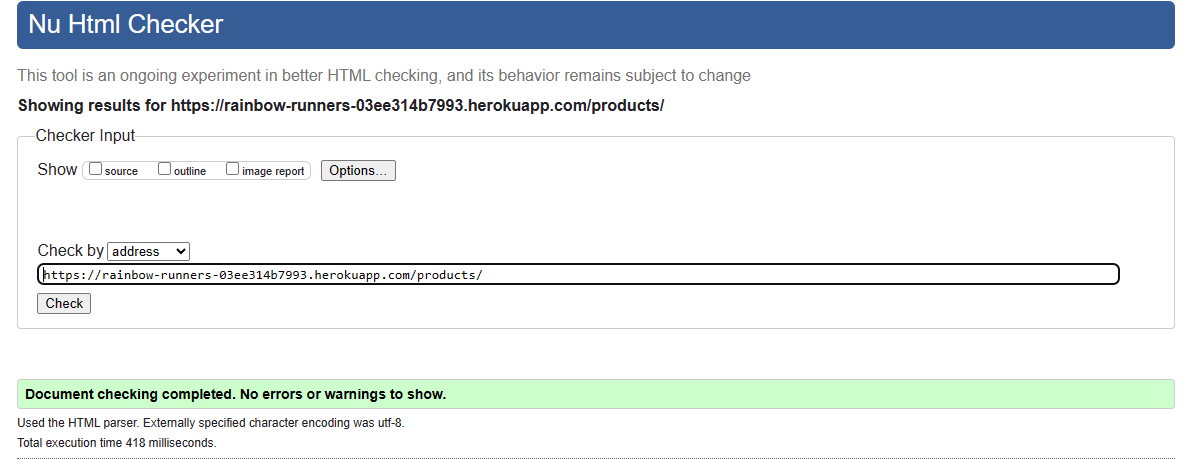 Nu Html Checker
This tool is an ongoing experiment in better HTML checking, and its behavior remains subject to change
Showing results for https://rainbow-runners-03ee314b7993.herokuapp.com/products/
Checker Input
Show source outline image report Options...
Check by address
https://rainbow-runners-03ee314b7993.herokuapp.com/products/
Check
Document checking completed. No errors or warnings to show.
Used the HTML parser. Externally specified character encoding was utf-8.
Total execution time 418 milliseconds.